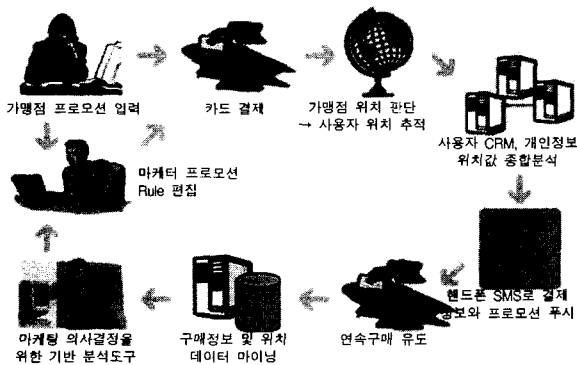 가맹점 프로모션 입력
카드 결제
가맹점 위치 판단
→ 사용자 위치 추적
사용자 CRM, 개인정보
위치값 종합분석
마케터 프로모션
Rule 편집
핸드폰 SMS로 결제
정보와 프로모션 푸시
연속구매 유도
구매정보 및 위치
데이터 마이닝
마케팅 의사결정을
위한 기반 분석도구